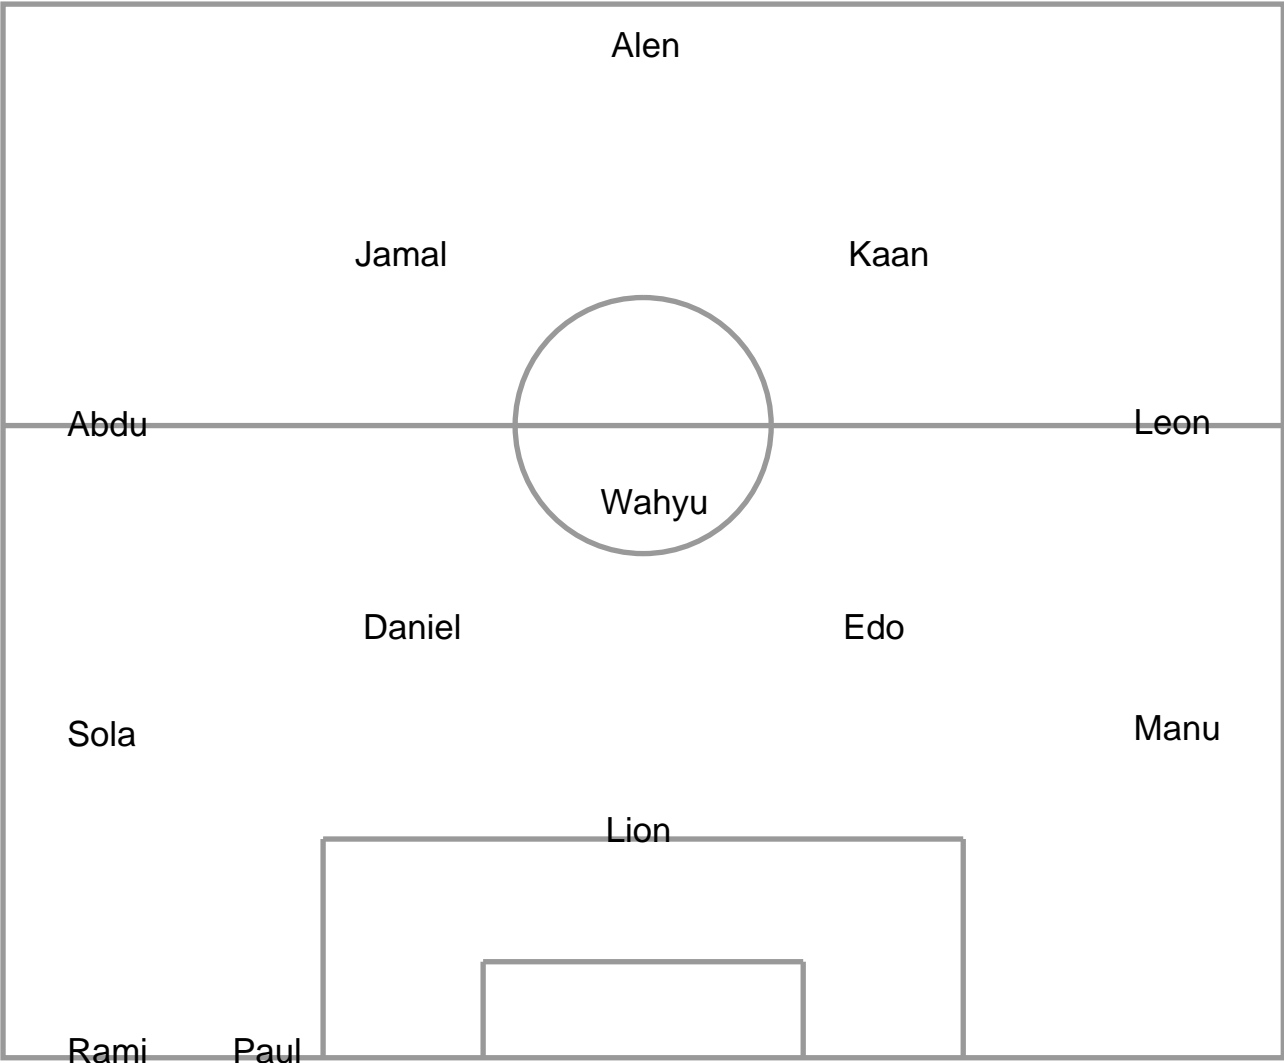 Alen
Jamal Kaan
Abdu Leon
Wahyu
Daniel Edo
Sola Manu
Lion
Rami Paul